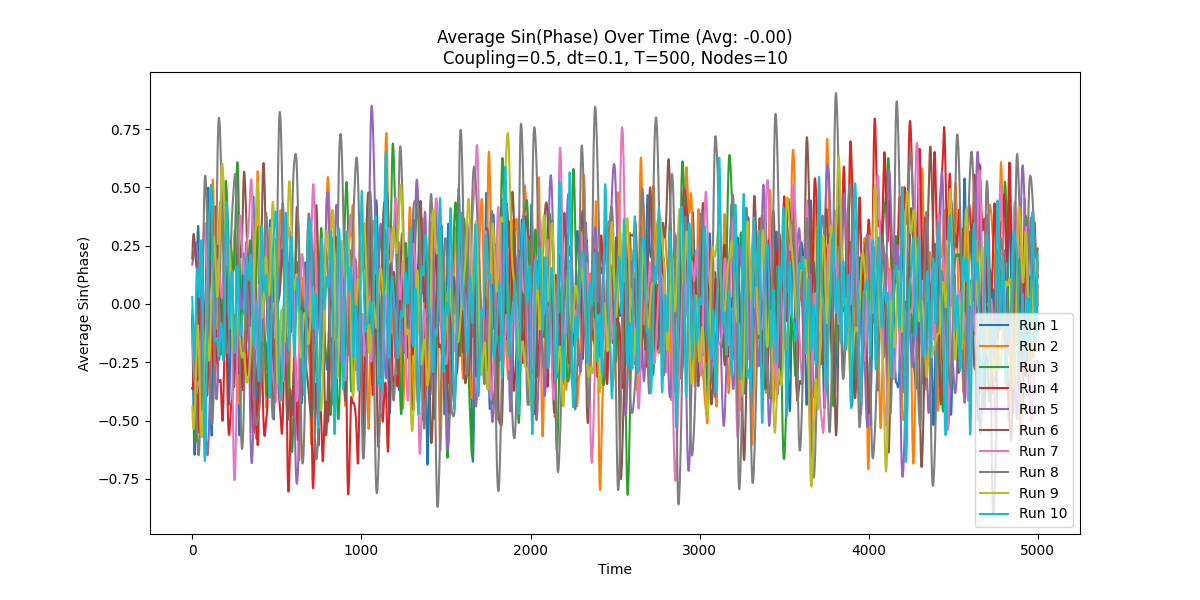 Average Sin(Phase) Over Time (Avg: -0.00)
Coupling=0.5, dt=0.1, T=500, Nodes=10
Average Sin(Phase)
0.75
0.50
0.25
0.00
−0.25
−0.50
−0.75
0
1000
2000
3000
4000
5000
Time
Run 1
Run 2
Run 3
Run 4
Run 5
Run 6
Run 7
Run 8
Run 9
Run 10